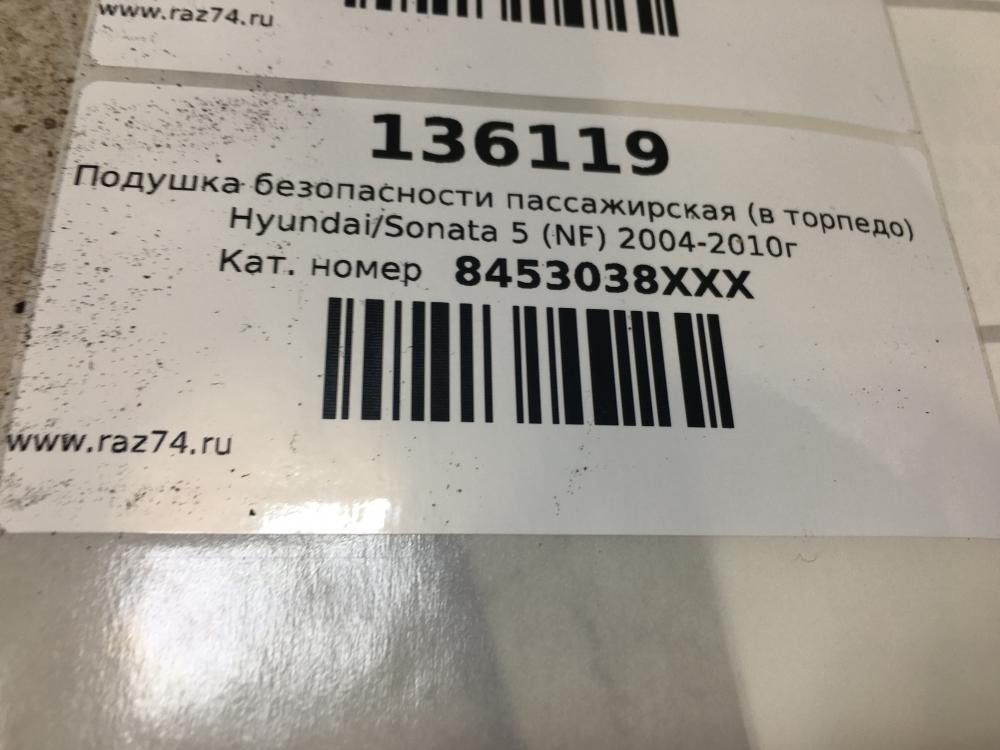 www.raz74.ru
136119
Подушка безопасности пассажирская (в торпедо)
Hyundai/Sonata 5 (NF) 2004-2010г
Кат. номер 8453038XXX
www.raz74.ru